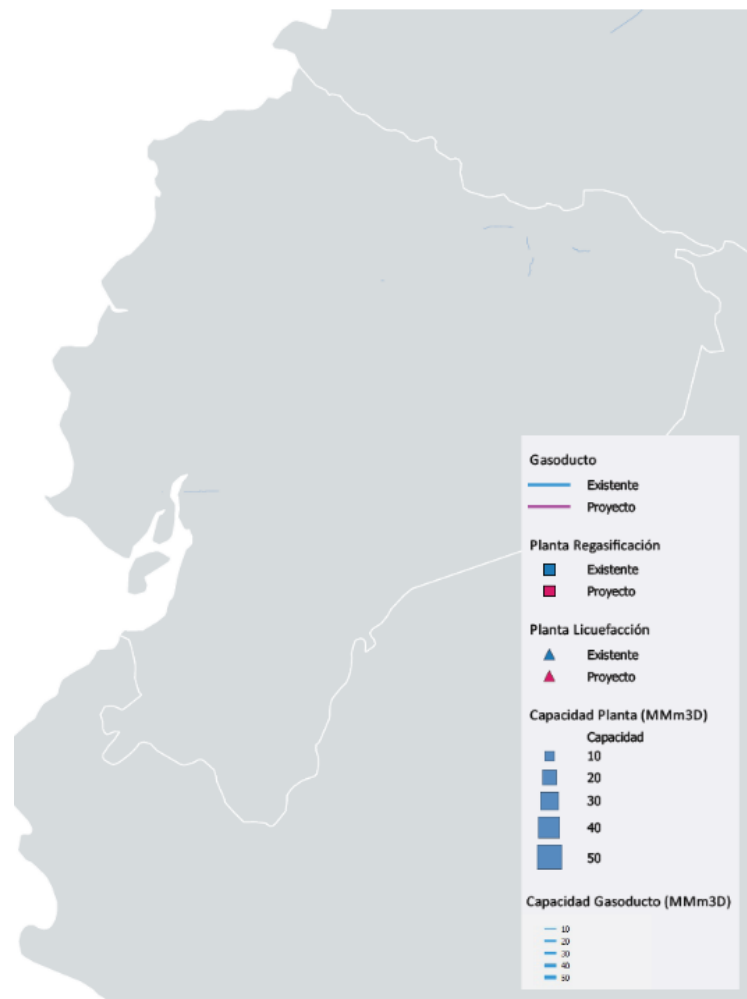 Gasoducto
Existente
Proyecto
Planta Regasificación
Existente
Proyecto
Planta Licuefacción
Existente
Proyecto
Capacidad Planta (MMm3D)
Capacidad
10
20
30
40
50
Capacidad Gasoducto (MMm3D)
10
20
30
40
50